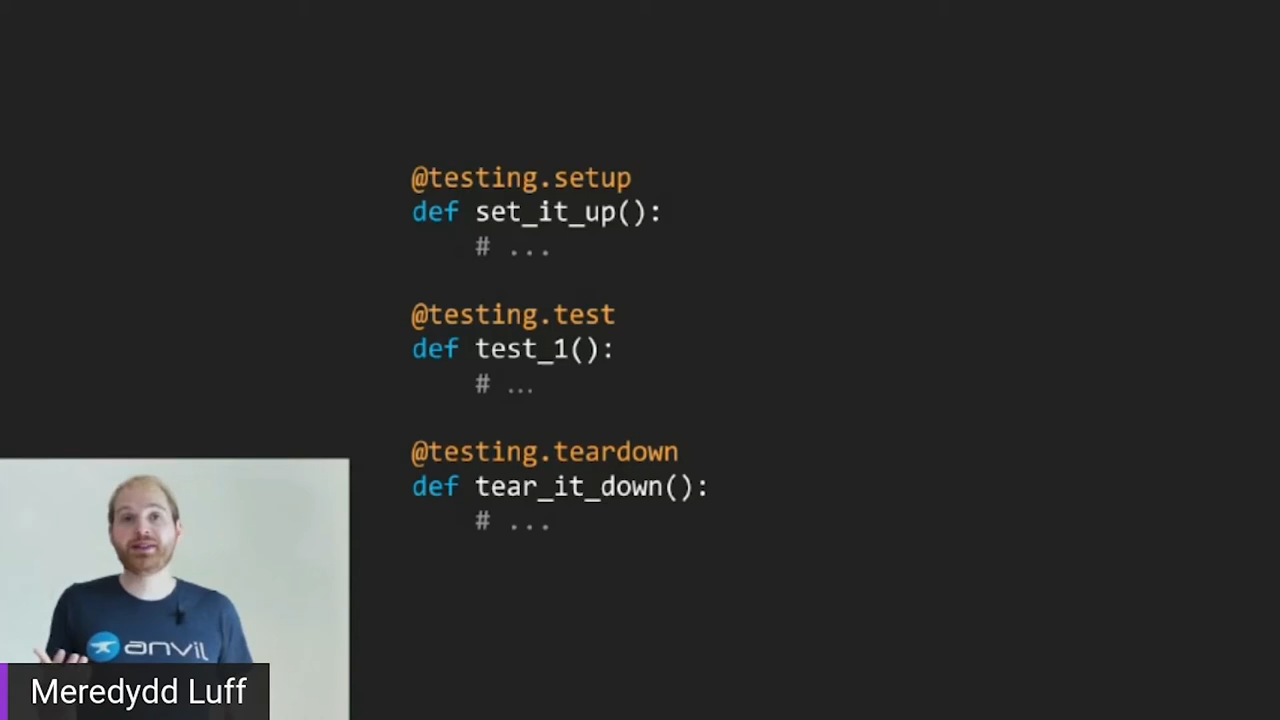 @testing.setup
def set_it_up():
# ...
@testing.test
def test_1():
# ...
@testing.teardown
def tear_it_down():
# ...
anvil
Meredydd Luff